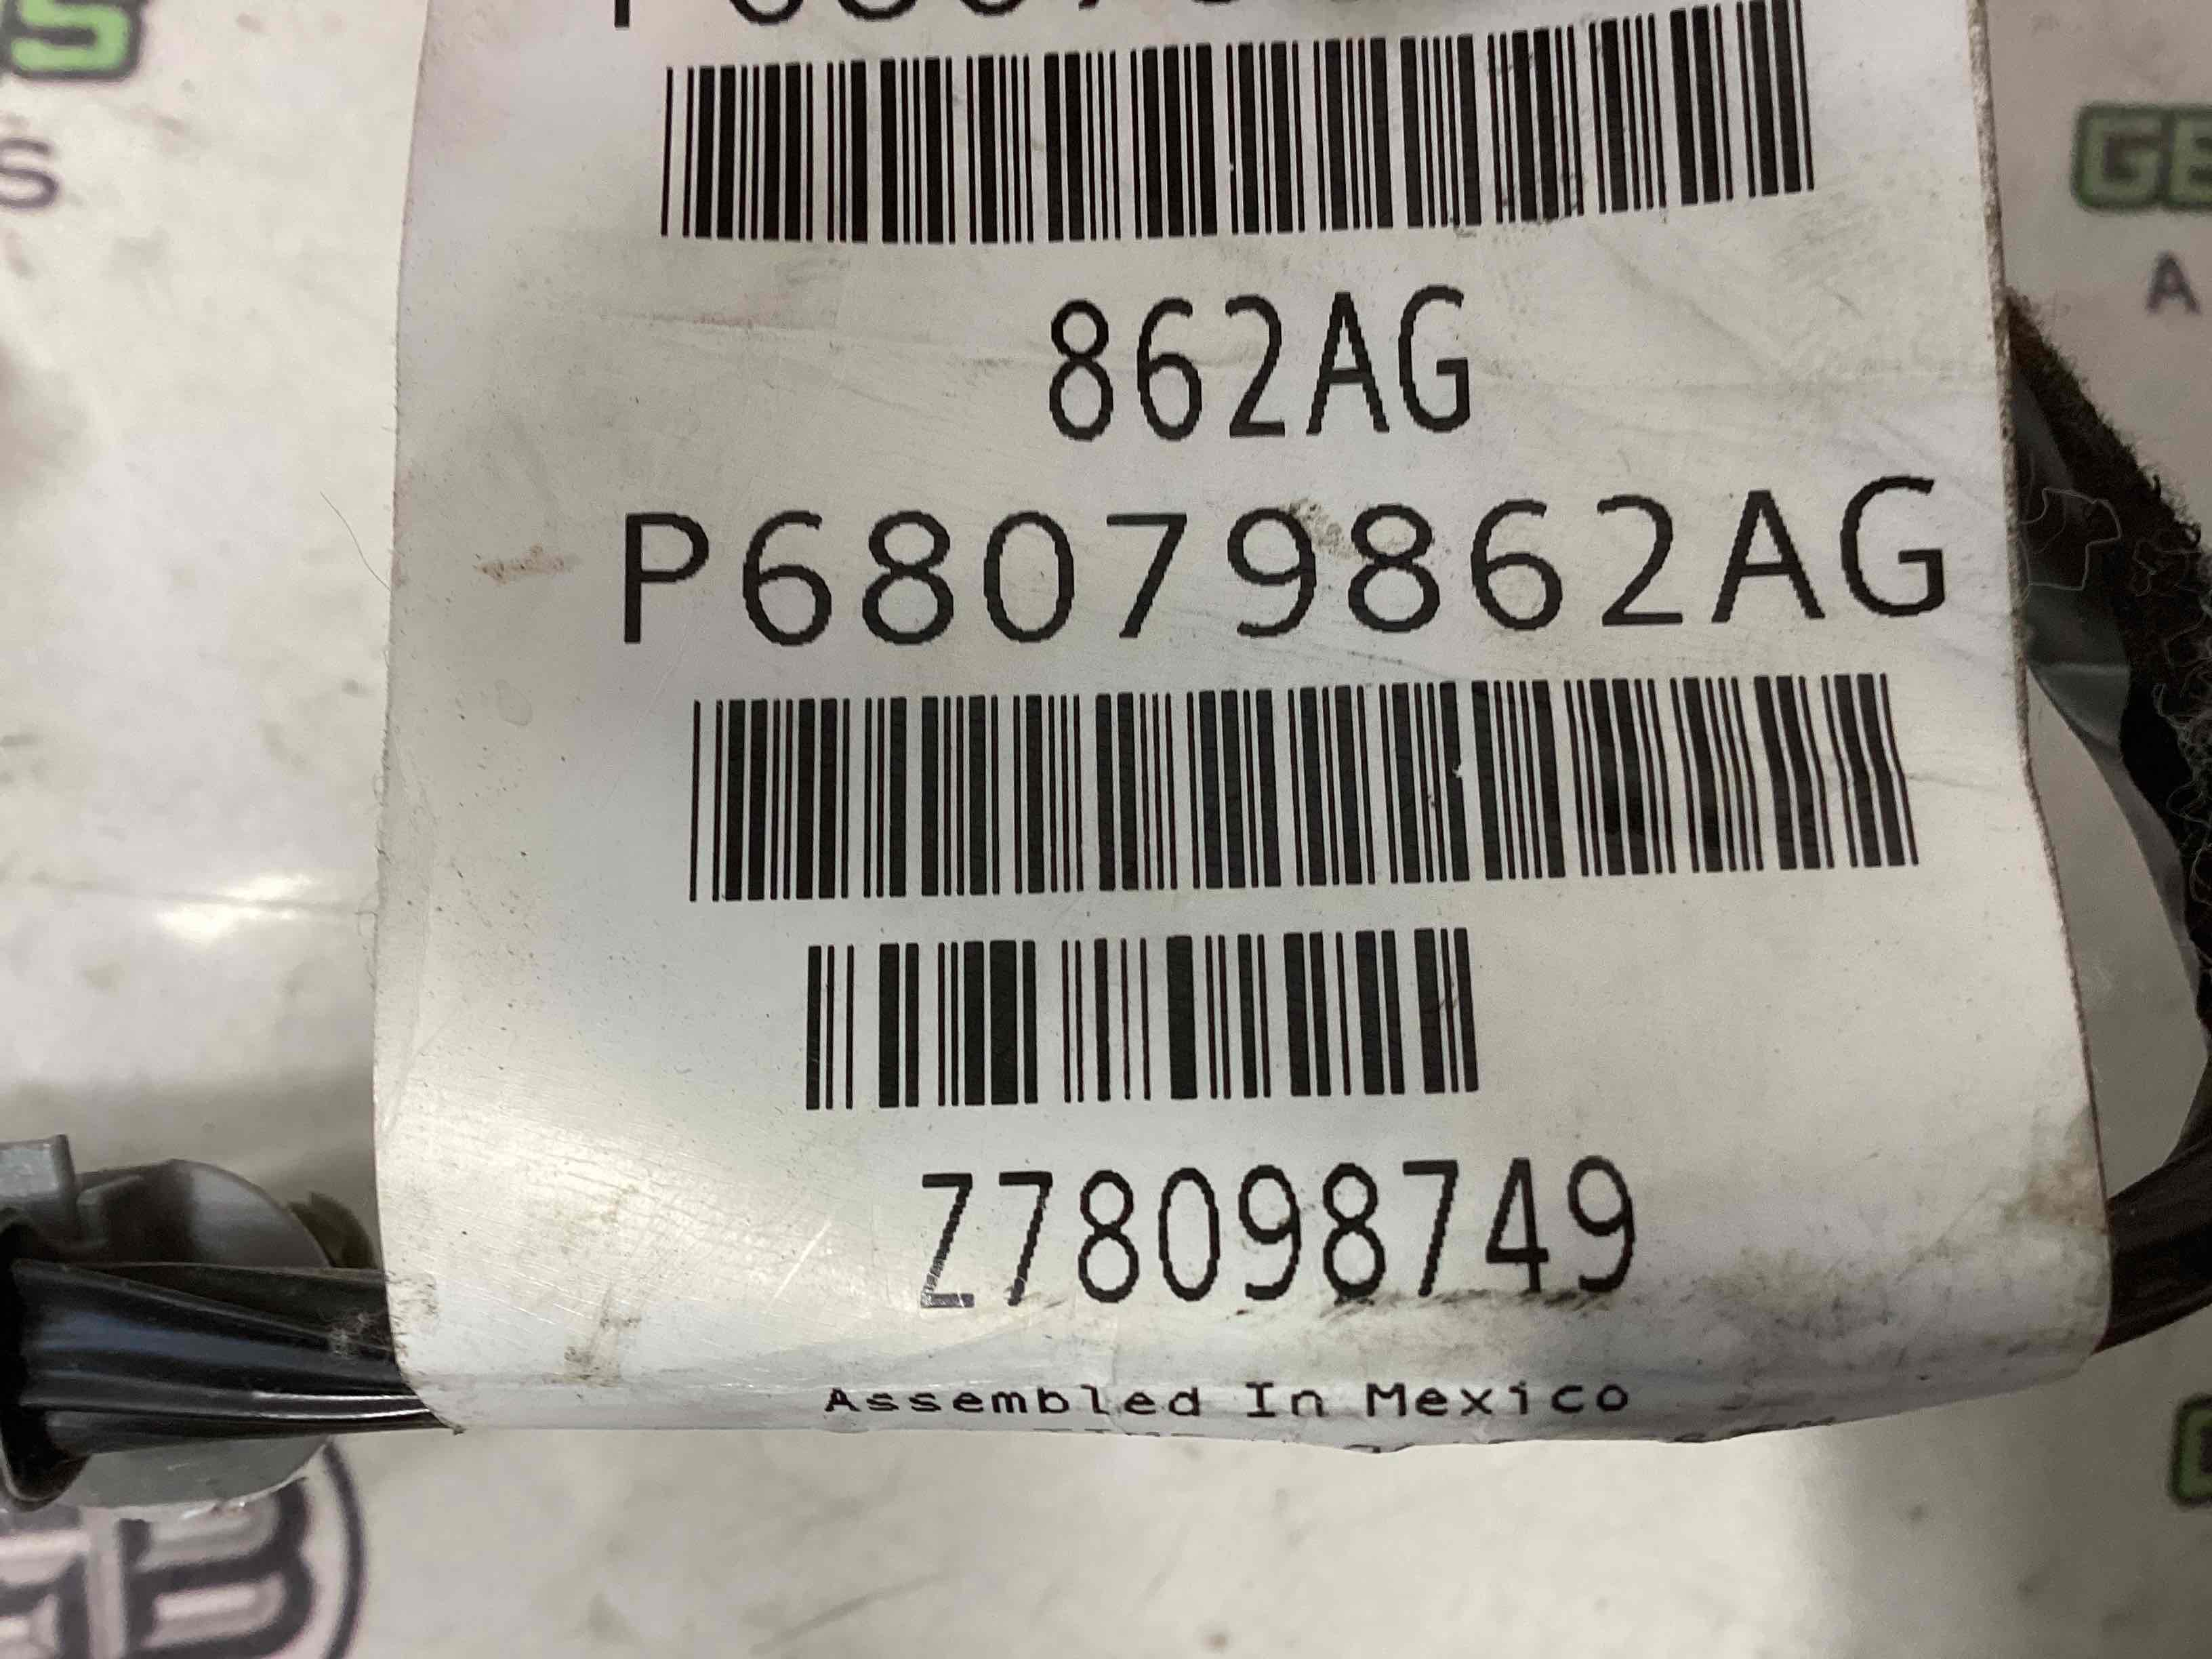 862AG
P68079862AG
Z78098749
Assembled In Mexico